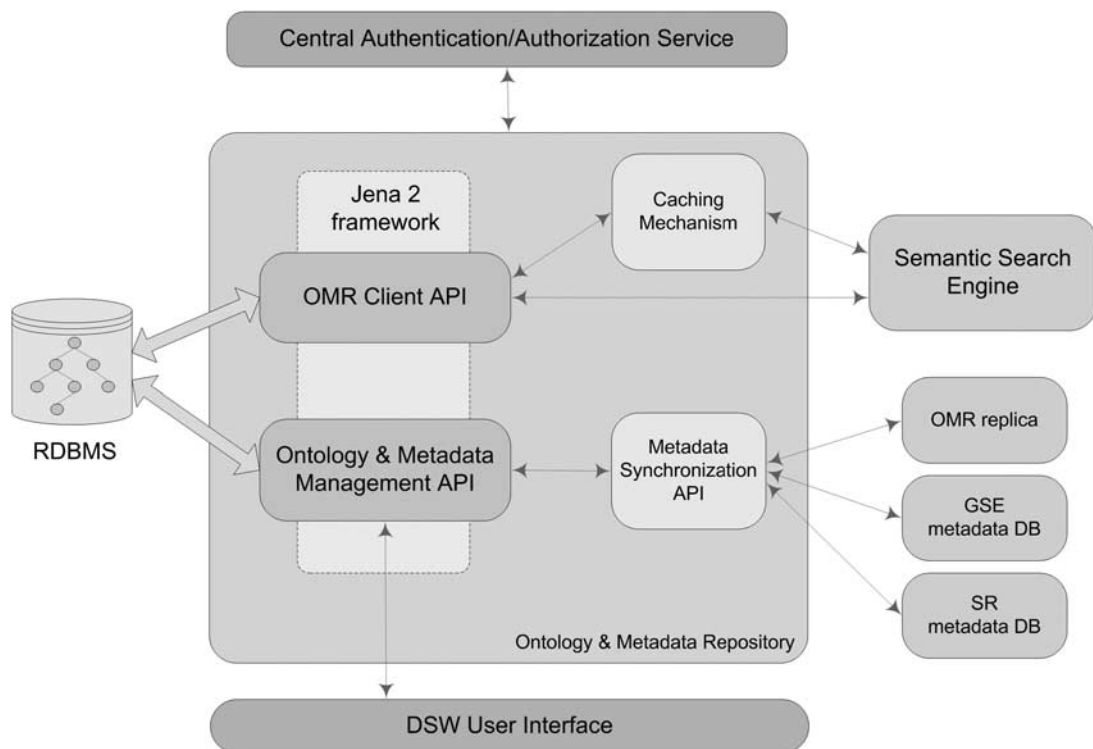 Central Authentication/Authorization Service
Jena 2
framework
Caching
Mechanism
OMR Client API
Semantic Search
Engine
RDBMS
Ontology & Metadata
Management API
Metadata
Synchronization
API
OMR replica
GSE
metadata DB
SR
metadata DB
Ontology & Metadata Repository
DSW User Interface